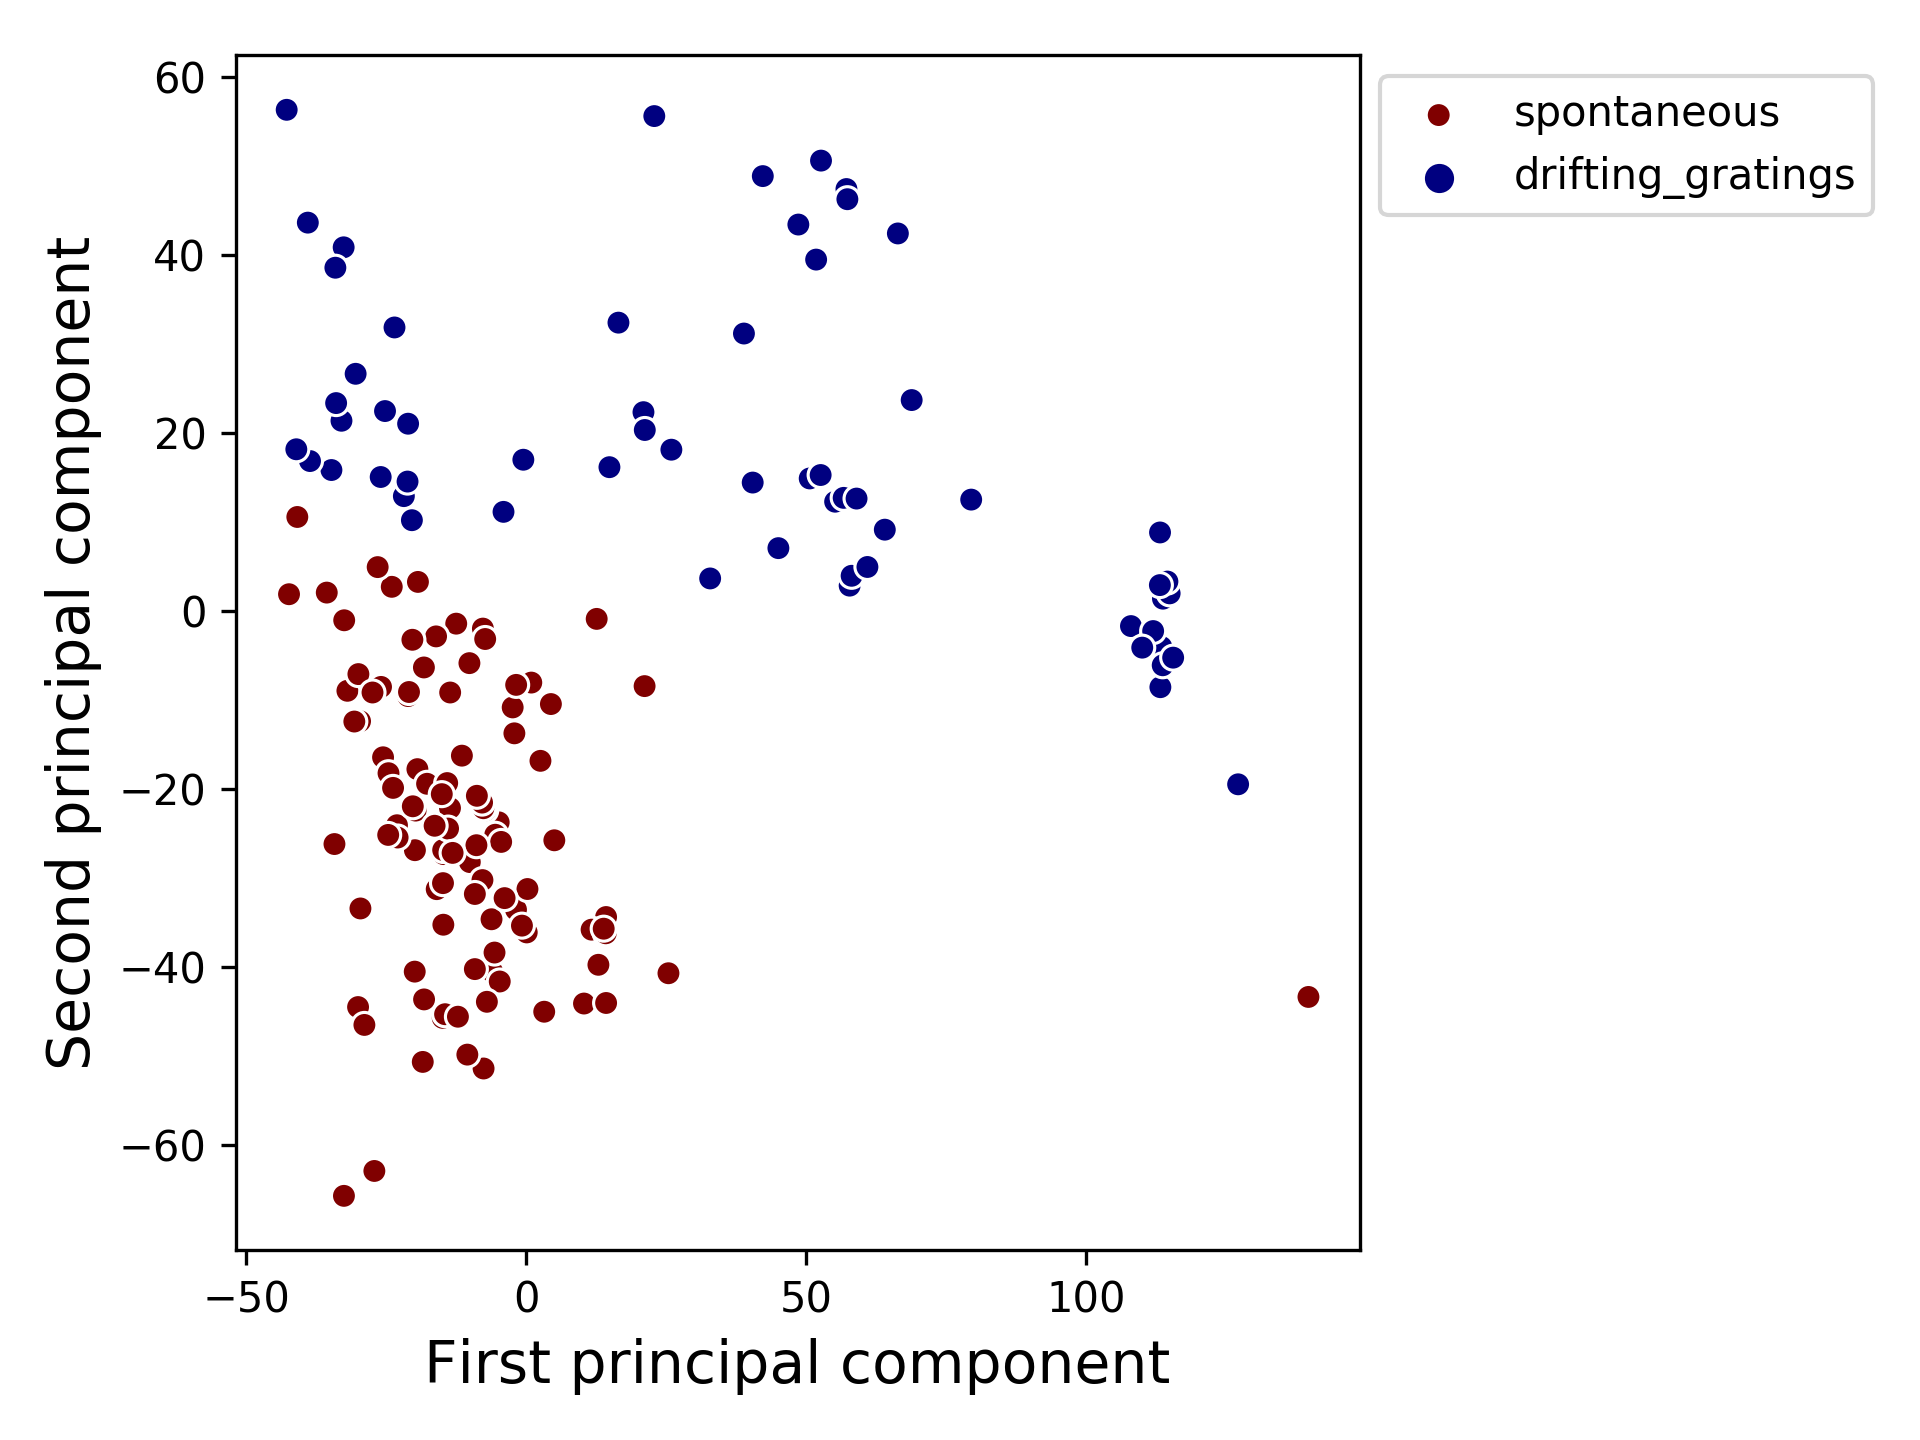 60
40
20
0
−20
−40
−60
Second principal component
−50
0
50
100
First principal component
spontaneous
drifting_gratings